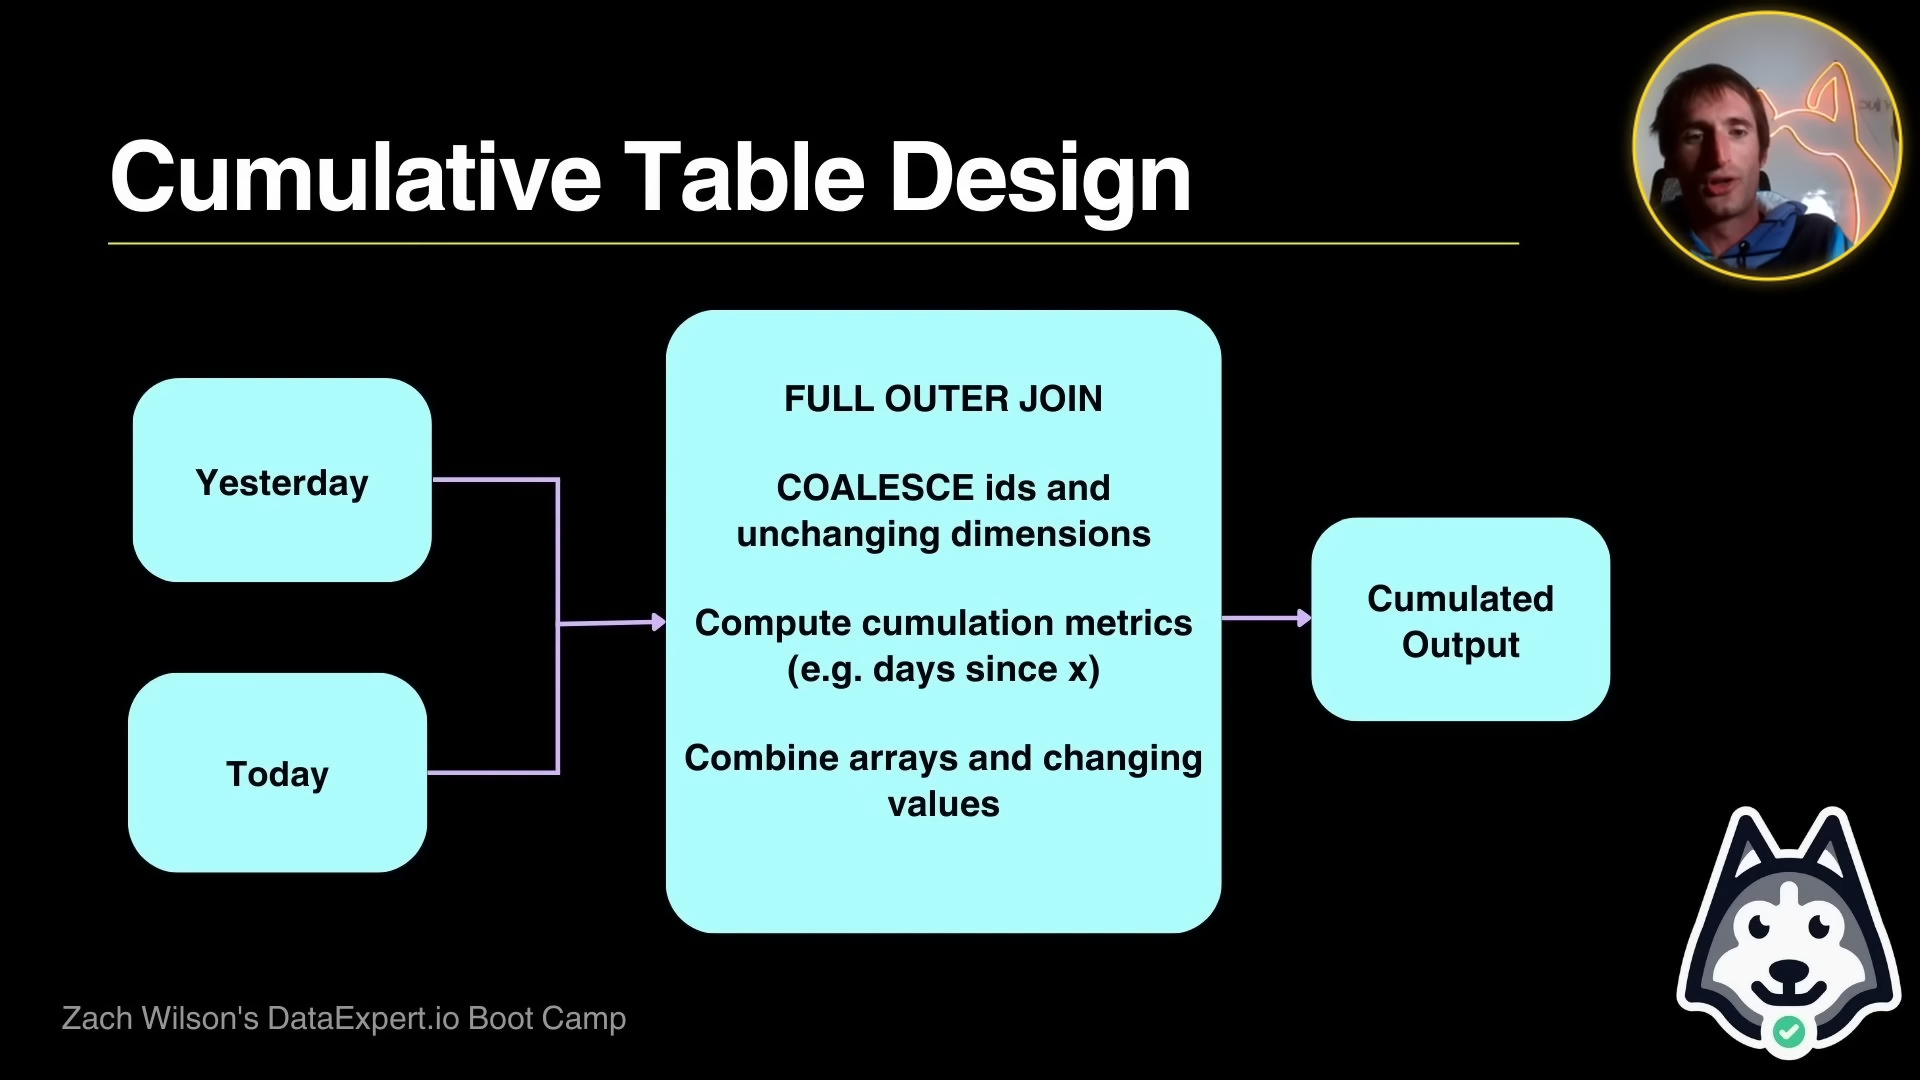 Cumulative Table Design
Yesterday
Today
FULL OUTER JOIN
COALESCE ids and
unchanging dimensions
Compute cumulation metrics
(e.g. days since x)
Combine arrays and changing
values
Cumulated
Output
Zach Wilson's DataExpert.io Boot Camp